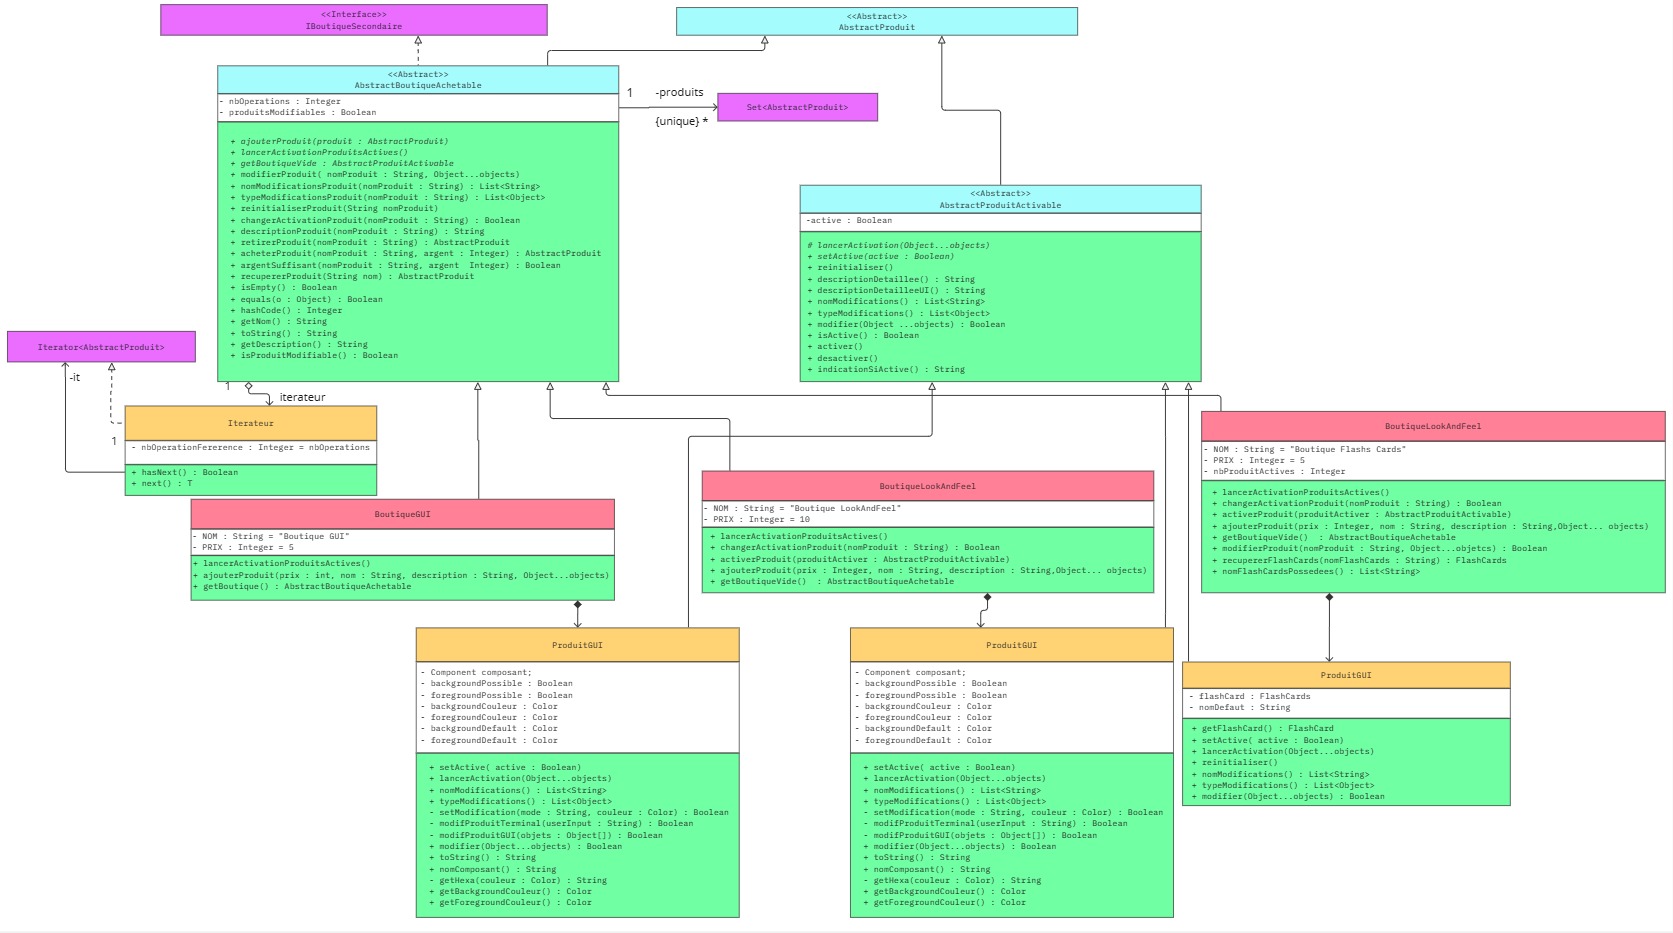 <<Interface>>
IBoutiqueSecondaire
<<Abstract>>
AbstractProduit
<<Abstract>>
AbstractBoutiqueAchetable
- nbOperations : Integer
- produitsModifiables : Boolean
+ ajouterProduit(produit : AbstractProduit)
+ lancerActivationProduitsActives()
+ getBoutiqueVide : AbstractProduitActivable
+ modifierProduit( nomProduit : String, Object...objects)
+ nomModificationsProduit(nomProduit : String) : List<String>
+ typeModificationsProduit(nomProduit : String) : List<Object>
+ reinitialiserProduit(String nomProduit)
+ changerActivationProduit(nomProduit : String) : Boolean
+ descriptionProduit(nomProduit : String) : String
+ retirerProduit(nomProduit : String) : AbstractProduit
+ acheterProduit(nomProduit : String, argent : Integer) : AbstractProduit
+ argentSuffisant(nomProduit : String, argent  Integer) : Boolean
+ recupererProduit(String nom) : AbstractProduit
+ isEmpty() : Boolean
+ equals(o : Object) : Boolean
+ hashCode() : Integer
+ getNom() : String
+ toString() : String
+ getDescription() : String
+ isProduitModifiable() : Boolean
1
-produits
{unique} *
Set<AbstractProduit>
<<Abstract>>
AbstractProduitActivable
-active : Boolean
# lancerActivation(Object...objects)
+ setActive(active : Boolean)
+ reinitialiser()
+ descriptionDetaillee() : String
+ descriptionDetailleeUI() : String
+ nomModifications() : List<String>
+ typeModifications() : List<Object>
+ modifier(Object ...objects) : Boolean
+ isActive() : Boolean
+ activer()
+ desactiver()
+ indicationSiActive() : String
Iterator<AbstractProduit>
-it
1
iterateur
1
Iterateur
- nbOperationFererence : Integer = nbOperations
+ hasNext() : Boolean
+ next() : T
BoutiqueGUI
- NOM : String = "Boutique GUI"
- PRIX : Integer = 5
+ lancerActivationProduitsActives()
+ ajouterProduit(prix : int, nom : String, description : String, Object...objects)
+ getBoutique() : AbstractBoutiqueAchetable
BoutiqueLookAndFeel
- NOM : String = "Boutique LookAndFeel"
- PRIX : Integer = 10
+ lancerActivationProduitsActives()
+ changerActivationProduit(nomProduit : String) : Boolean
+ activerProduit(produitActiver : AbstractProduitActivable)
+ ajouterProduit(prix : Integer, nom : String, description : String,Object... objects)
+ getBoutiqueVide()  : AbstractBoutiqueAchetable
BoutiqueLookAndFeel
- NOM : String = "Boutique Flashs Cards"
- PRIX : Integer = 5
- nbProduitActives : Integer
+ lancerActivationProduitsActives()
+ changerActivationProduit(nomProduit : String) : Boolean
+ activerProduit(produitActiver : AbstractProduitActivable)
+ ajouterProduit(prix : Integer, nom : String, description : String,Object... objects)
+ getBoutiqueVide()  : AbstractBoutiqueAchetable
+ modifierProduit(nomProduit : String, Object...objetcs) : Boolean
+ recupererFlashCards(nomFlashCards : String) : FlashCards
+ nomFlashCardsPossedees() : List<String>
ProduitGUI
- Component composant;
- backgroundPossible : Boolean
- foregroundPossible : Boolean
- backgroundCouleur : Color
- foregroundCouleur : Color
- backgroundDefault : Color
- foregroundDefault : Color
+ setActive( active : Boolean)
+ lancerActivation(Object...objects)
+ nomModifications() : List<String>
+ typeModifications() : List<Object>
- setModification(mode : String, couleur : Color) : Boolean
- modifProduitTerminal(userInput : String) : Boolean
- modifProduitGUI(objets : Object[]) : Boolean
+ modifier(Object...objects) : Boolean
+ toString() : String
+ nomComposant() : String
- getHexa(couleur : Color) : String
+ getBackgroundCouleur() : Color
+ getForegroundCouleur() : Color
ProduitGUI
- Component composant;
- backgroundPossible : Boolean
- foregroundPossible : Boolean
- backgroundCouleur : Color
- foregroundCouleur : Color
- backgroundDefault : Color
- foregroundDefault : Color
+ setActive( active : Boolean)
+ lancerActivation(Object...objects)
+ nomModifications() : List<String>
+ typeModifications() : List<Object>
- setModification(mode : String, couleur : Color) : Boolean
- modifProduitTerminal(userInput : String) : Boolean
- modifProduitGUI(objets : Object[]) : Boolean
+ modifier(Object...objects) : Boolean
+ toString() : String
+ nomComposant() : String
- getHexa(couleur : Color) : String
+ getBackgroundCouleur() : Color
+ getForegroundCouleur() : Color
ProduitGUI
- flashCard : FlashCards
- nomDefaut : String
+ getFlashCard() : FlashCard
+ setActive( active : Boolean)
+ lancerActivation(Object...objects)
+ reinitialiser()
+ nomModifications() : List<String>
+ typeModifications() : List<Object>
+ modifier(Object...objects) : Boolean